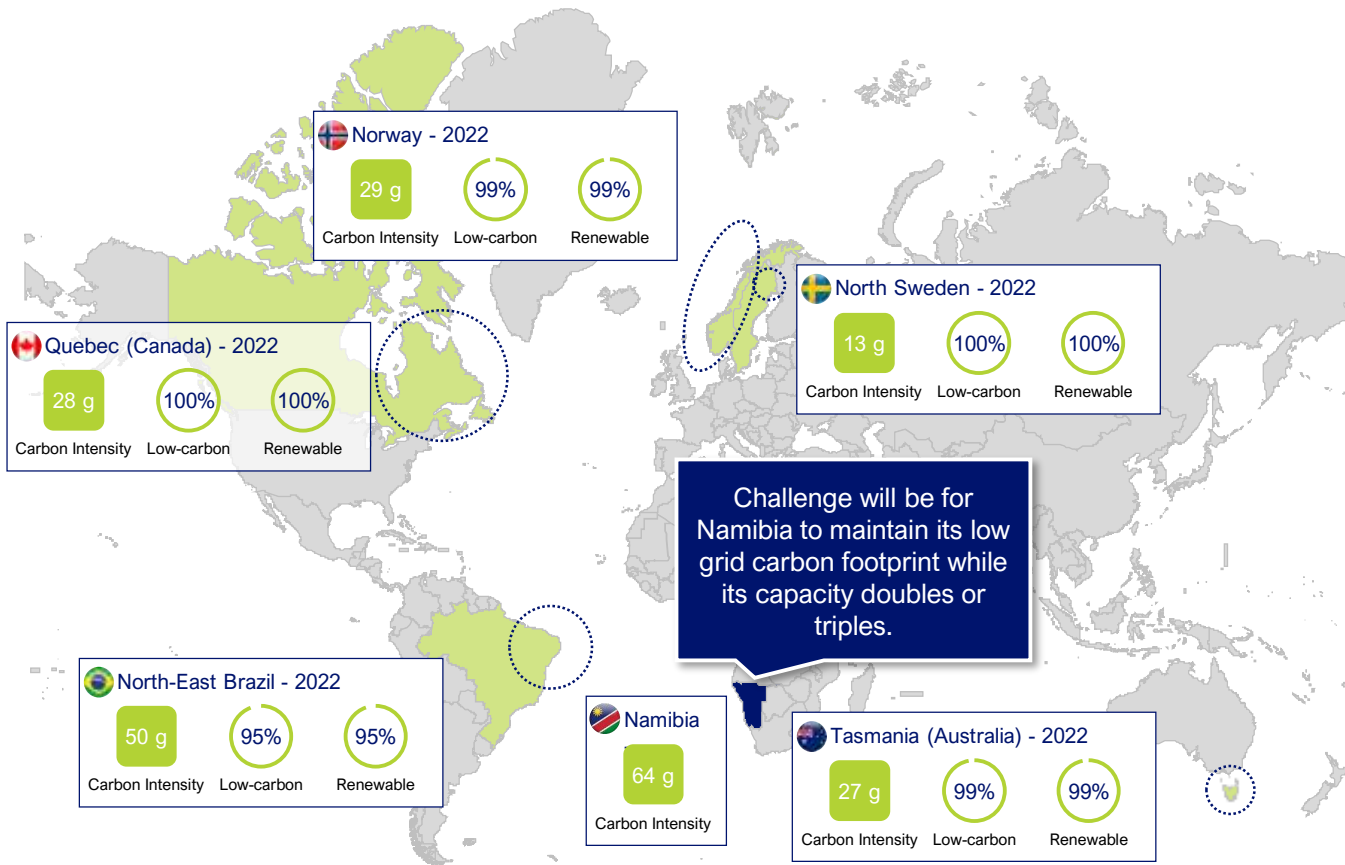 Norway - 2022
29 g
99%
99%
Carbon Intensity
Low-carbon
Renewable
North Sweden - 2022
13 g
100%
100%
Carbon Intensity
Low-carbon
Renewable
Quebec (Canada) - 2022
28 g
100%
100%
Carbon Intensity
Low-carbon
Renewable
Challenge will be for
Namibia to maintain its low
grid carbon footprint while
its capacity doubles or
triples.
North-East Brazil - 2022
50 g
95%
95%
Carbon Intensity
Low-carbon
Renewable
Namibia
64 g
Carbon Intensity
Tasmania (Australia) - 2022
27 g
99%
99%
Carbon Intensity
Low-carbon
Renewable